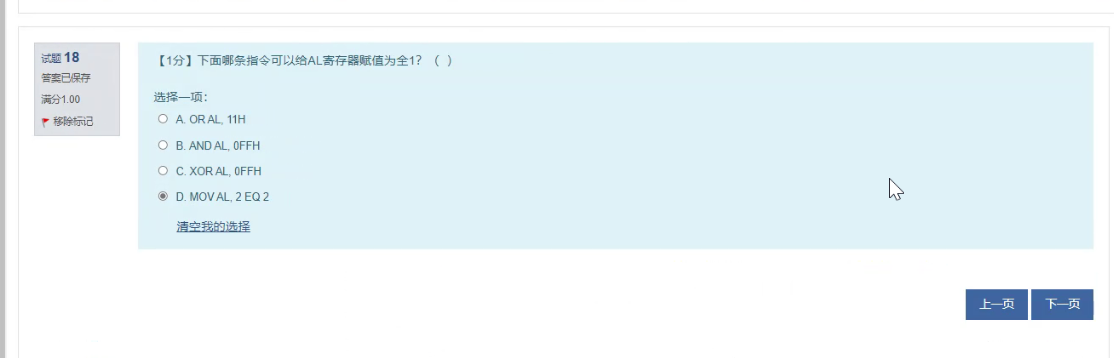 试题 18
答案已保存
满分1.00
移除标记
【1分】下面哪条指令可以给AL寄存器赋值为全1？（ ）
选择一项：
A. OR AL, 11H
B. AND AL, 0FFH
C. XOR AL, 0FFH
D. MOV AL, 2 EQ 2
清空我的选择
上一页
下一页